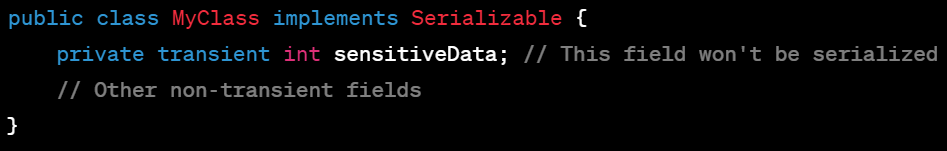 public class MyClass implements Serializable {
    private transient int sensitiveData; // This field won't be serialized
    // Other non-transient fields
}